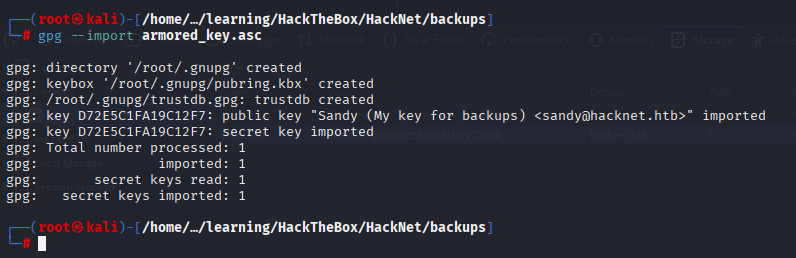 ┌──(root㉿kali)-[/home/…/learning/HackTheBox/HackNet/backups]
└─# gpg --import armored_key.asc
gpg: directory '/root/.gnupg' created
gpg: keybox '/root/.gnupg/pubring.kbx' created
gpg: /root/.gnupg/trustdb.gpg: trustdb created
gpg: key D72E5C1FA19C12F7: public key "Sandy (My key for backups) <sandy@hacknet.htb>" imported
gpg: key D72E5C1FA19C12F7: secret key imported
gpg: Total number processed: 1
gpg:               imported: 1
gpg:       secret keys read: 1
gpg:   secret keys imported: 1
┌──(root㉿kali)-[/home/…/learning/HackTheBox/HackNet/backups]
└─#